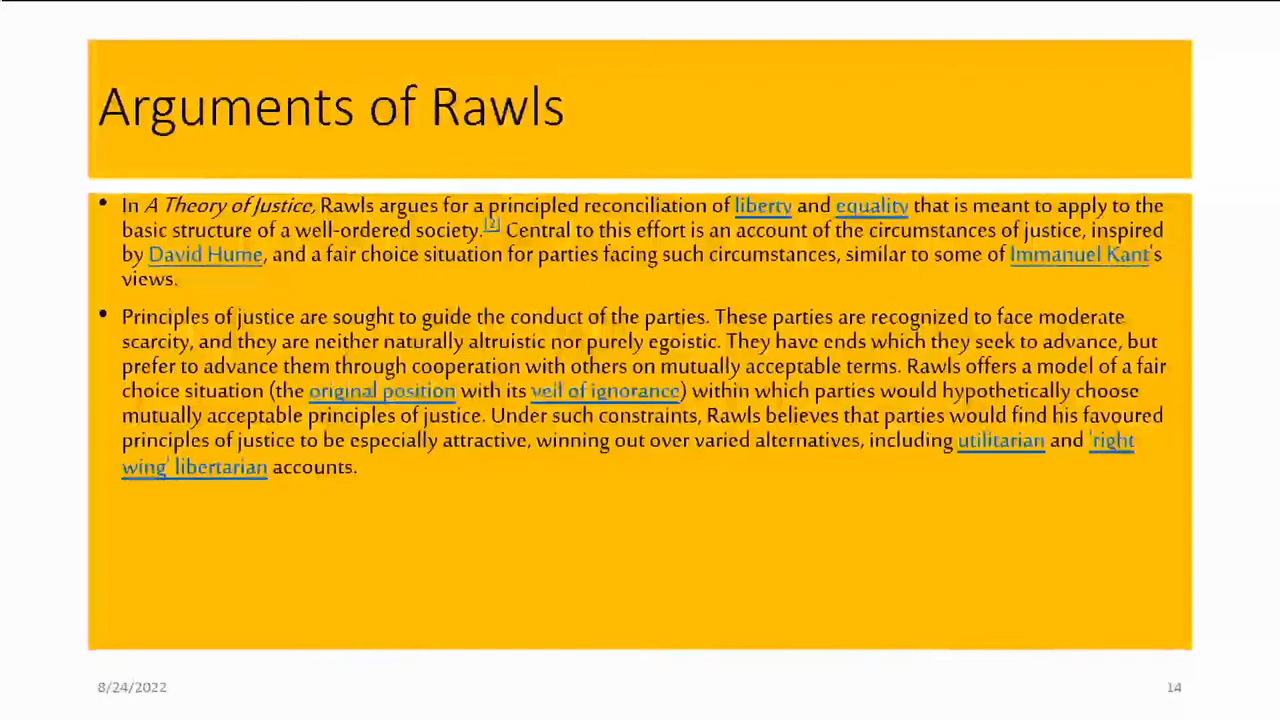 Arguments of Rawls
• In A Theory of Justice, Rawls argues for a principled reconciliation of liberty and equality that is meant to apply to the
basic structure of a well-ordered society.[2] Central to this effort is an account of the circumstances of justice, inspired
by David Hume, and a fair choice situation for parties facing such circumstances, similar to some of Immanuel Kant's
views.
• Principles of justice are sought to guide the conduct of the parties. These parties are recognized to face moderate
scarcity, and they are neither naturally altruistic nor purely egoistic. They have ends which they seek to advance, but
prefer to advance them through cooperation with others on mutually acceptable terms. Rawls offers a model of a fair
choice situation (the original position with its veil of ignorance) within which parties would hypothetically choose
mutually acceptable principles of justice. Under such constraints, Rawls believes that parties would find his favoured
principles of justice to be especially attractive, winning out over varied alternatives, including utilitarian and 'right
wing' libertarian accounts.
8/24/2022
14